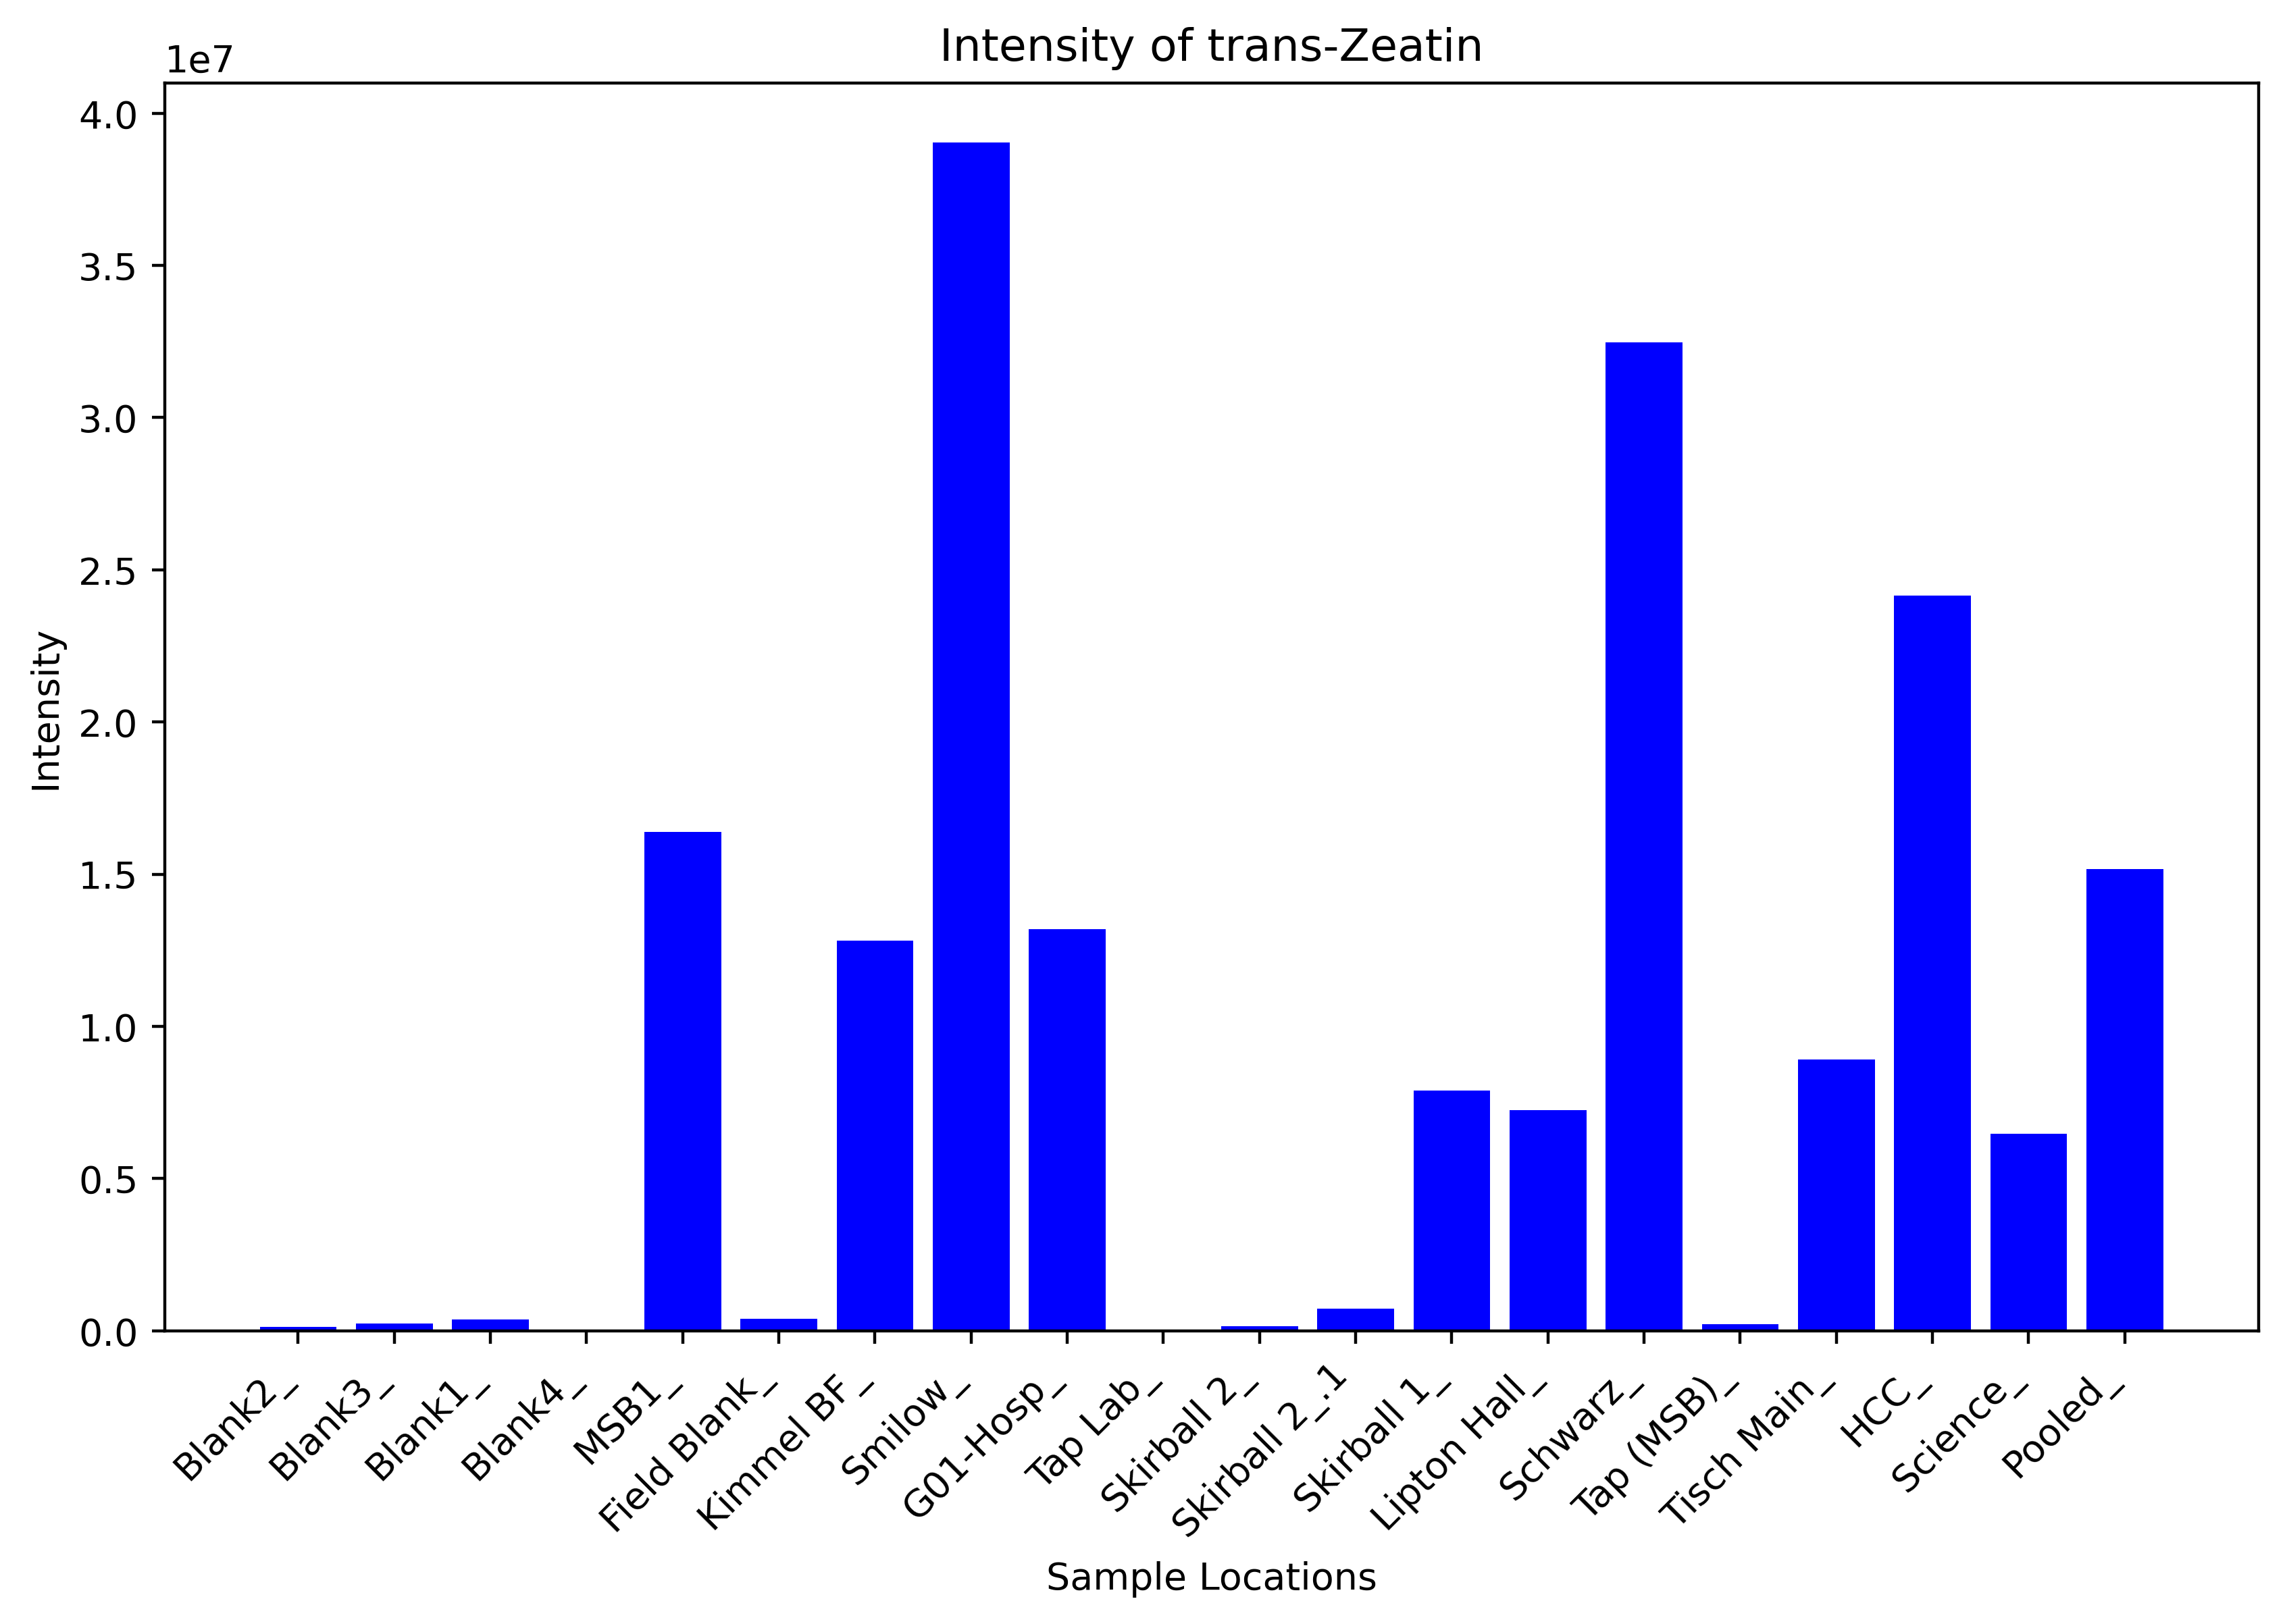 Intensity of trans-Zeatin
1e7
4.0
3.5
3.0
2.5
2.0
1.5
1.0
0.5
0.0
Intensity
Blank2_
Blank3_
Blank1_
Blank4_
MSB1_
Field Blank_
Kimmel BF_
Smilow_
G01-Hosp_
Tap Lab_
Skirball 2_
Skirball 2_.1
Skirball 1_
Lipton Hall_
Schwarz_
Tap (MSB)_
Tisch Main_
HCC_
Science_
Pooled_
Sample Locations